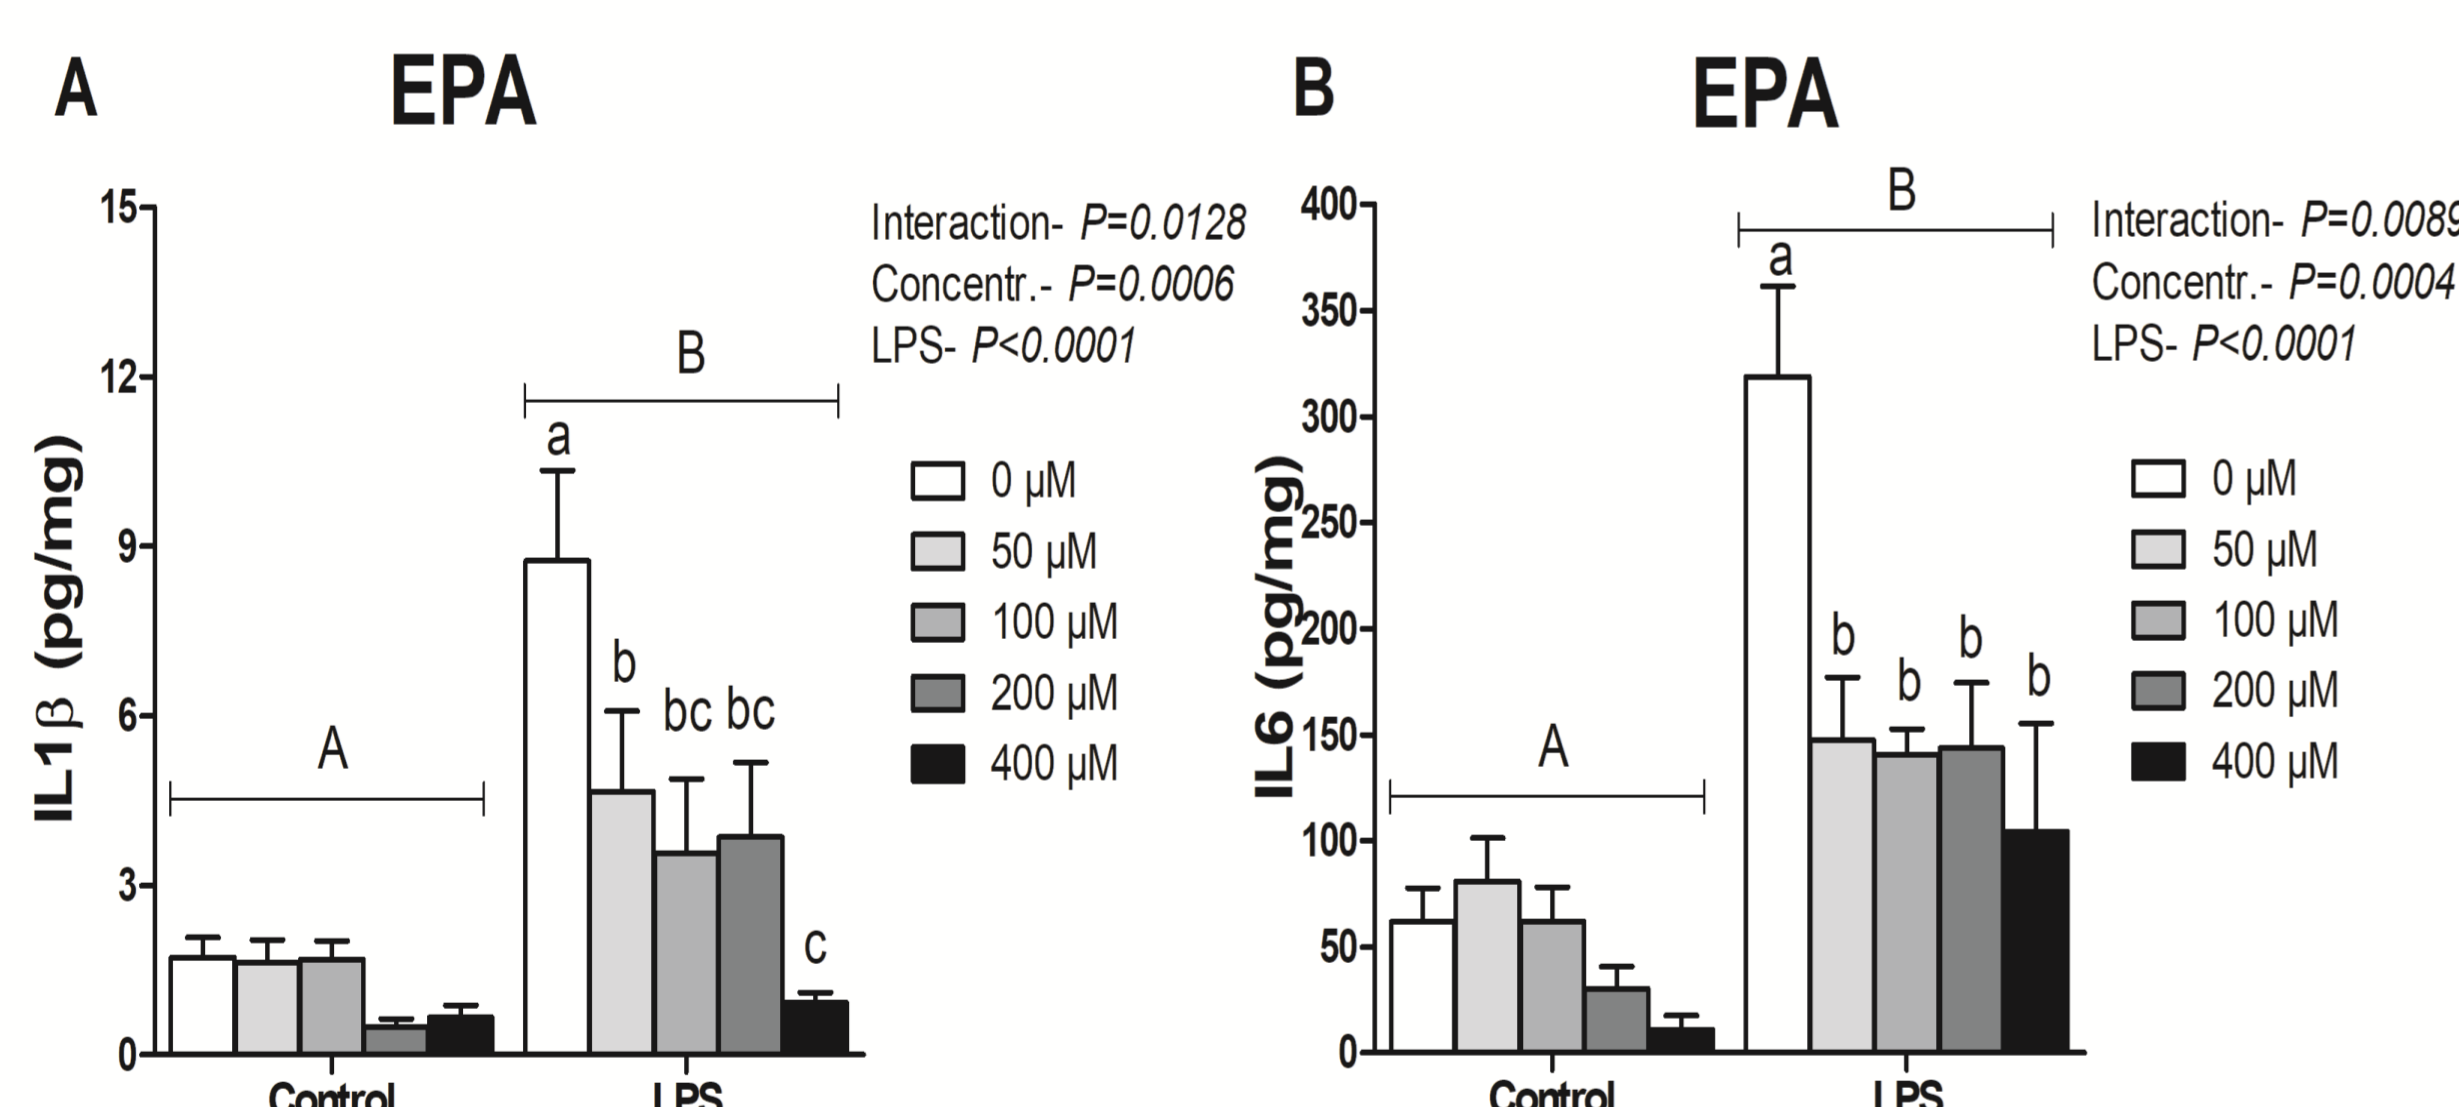 A
EPA
Interaction- P=0.0128
Concentr.- P=0.0006
LPS- P<0.0001
IL1β (pg/mg)
15
12
9
6
3
0
A
B
a
b
bc
bc
c
0 µM
50 µM
100 µM
200 µM
400 µM
Control
LPS
B
EPA
Interaction- P=0.0089
Concentr.- P=0.0004
LPS- P<0.0001
IL6 (pg/mg)
400
350
300
250
200
150
100
50
0
A
B
a
b
b
b
b
0 µM
50 µM
100 µM
200 µM
400 µM
Control
LPS